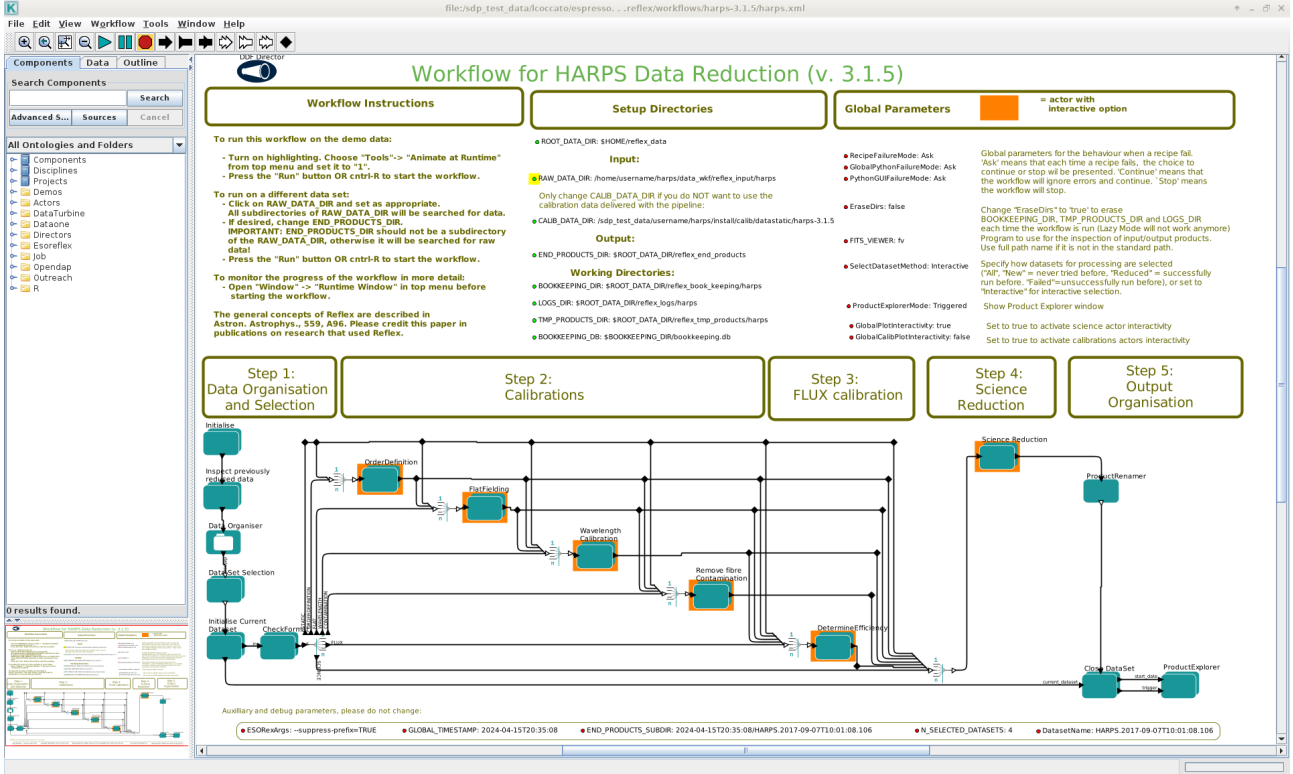 file:/sdp_test_data/lcoccato/espresso. . .reflex/workflows/harps-3.1.5/harps.xml
File Edit View Workflow Tools Window Help
Components Data Outline
Search Components
Search
Advanced S... Sources Cancel
All Ontologies and Folders
Components
Disciplines
Projects
Demos
Actors
DataTurbine
Dataone
Directors
Esoreflex
Job
Opendap
Outreach
R
0 results found.
DDF Director
Workflow for HARPS Data Reduction (v. 3.1.5)
Workflow Instructions
To run this workflow on the demo data:
- Turn on highlighting. Choose "Tools"-> "Animate at Runtime"
from top menu and set it to "1".
- Press the "Run" button OR cntrl-R to start the workflow.
To run on a different data set:
- Click on RAW_DATA_DIR and set as appropriate.
All subdirectories of RAW_DATA_DIR will be searched for data.
- If desired, change END_PRODUCTS_DIR.
IMPORTANT: END_PRODUCTS_DIR should not be a subdirectory
of the RAW_DATA_DIR, otherwise it will be searched for raw
data!
- Press the "Run" button OR cntrl-R to start the workflow.
To monitor the progress of the workflow in more detail:
- Open "Window" -> "Runtime Window" in top menu before
starting the workflow.
The general concepts of Reflex are described in
Astron. Astrophys., 559, A96. Please credit this paper in
publications on research that used Reflex.
Setup Directories
ROOT_DATA_DIR: $HOME/reflex_data
Input:
RAW_DATA_DIR: /home/username/harps/data_wkf/reflex_input/harps
Only change CALIB_DATA_DIR if you do NOT want to use the
calibration data delivered with the pipeline:
CALIB_DATA_DIR: /sdp_test_data/username/harps/install/calib/datastatic/harps-3.1.5
Output:
END_PRODUCTS_DIR: $ROOT_DATA_DIR/reflex_end_products
Working Directories:
BOOKKEEPING_DIR: $ROOT_DATA_DIR/reflex_book_keeping/harps
LOGS_DIR: $ROOT_DATA_DIR/reflex_logs/harps
TMP_PRODUCTS_DIR: $ROOT_DATA_DIR/reflex_tmp_products/harps
BOOKKEEPING_DB: $BOOKKEEPING_DIR/bookkeeping.db
Global Parameters
= actor with
interactive option
RecipeFailureMode: Ask
GlobalPythonFailureMode: Ask
PythonGUIFailureMode: Ask
EraseDirs: false
FITS_VIEWER: fv
SelectDatasetMethod: Interactive
ProductExplorerMode: Triggered
GlobalPlotInteractivity: true
GlobalCalibPlotInteractivity: false
Global parameters for the behaviour when a recipe fail.
'Ask' means that each time a recipe fails, the choice to
continue or stop wil be presented. 'Continue' means that
the workflow will ignore errors and continue. `Stop' means
the workflow will stop.
Change "EraseDirs" to 'true' to erase
BOOKKEEPING_DIR, TMP_PRODUCTS_DIR and LOGS_DIR
each time the workflow is run (Lazy Mode will not work anymore)
Program to use for inspection of input/output products.
Use full path name if it is not in the standard path.
Specify how datasets for processing are selected
("All", "New" = never tried before, "Reduced" = successfully
run before. "Failed"=unsuccessfully run before), or set to
"Interactive" for interactive selection.
Show Product Explorer window
Set to true to activate science actor interactivity
Set to true to activate calibrations actors interactivity
Step 1:
Data Organisation
and Selection
Step 2:
Calibrations
Step 3:
FLUX calibration
Step 4:
Science
Reduction
Step 5:
Output
Organisation
Initialise
Inspect previously
reduced data
Data Organiser
DataSet Selection
Initialise Current
Dataset
CheckFormat
FLUX
OrderDefinition
FlatFielding
Wavelength
Calibration
Remove fibre
Contamination
DetermineEfficiency
Science Reduction
ProductRenamer
Close DataSet
ProductExplorer
current_dataset
start_date
trigger
Auxilliary and debug parameters, please do not change:
ESORexArgs: --suppress-prefix=TRUE
GLOBAL_TIMESTAMP: 2024-04-15T20:35:08
END_PRODUCTS_SUBDIR: 2024-04-15T20:35:08/HARPS.2017-09-07T10:01:08.106
N_SELECTED_DATASETS: 4
DatasetName: HARPS.2017-09-07T10:01:08.106